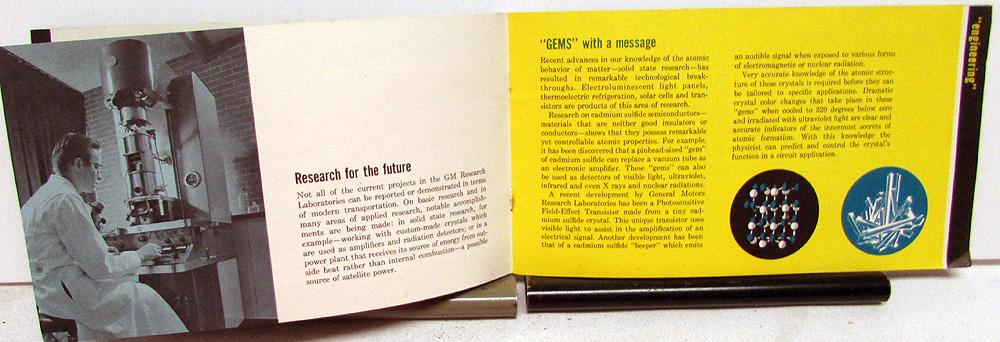 Research for the future
Not all of the current projects in the GM Research
Laboratories can be reported or demonstrated in terms
of modern transportation. On basic research and in
many areas of applied research, notable accomplish-
ments are being made: in solid state research, for
example—working with custom-made crystals which
are used as amplifiers and radiation detectors; or in a
power plant that receives its source of energy from out-
side heat rather than internal combustion—a possible
source of satellite power.
"GEMS" with a message
Recent advances in our knowledge of the atomic
behavior of matter—solid state research—has
resulted in remarkable technological break-
throughs. Electroluminescent light panels,
thermoelectric refrigeration, solar cells and tran-
sistors are products of this area of research.
Research on cadmium sulfide semiconductors—
materials that are neither good insulators or
conductors—shows that they possess remarkable
yet controllable atomic properties. For example,
it has been discovered that a pinhead-sized "gem"
of cadmium sulfide can replace a vacuum tube as
an electronic amplifier. These "gems" can also
be used as detectors of visible light, ultraviolet,
infrared and even X rays and nuclear radiations.
A recent development by General Motors
Research Laboratories has been a Photosensitive
Field-Effect Transistor made from a tiny cad-
mium sulfide crystal. This unique transistor uses
visible light to assist in the amplification of an
electrical signal. Another development has been
that of a cadmium sulfide "beeper" which emits
an audible signal when exposed to various forms
of electromagnetic or nuclear radiation.
Very accurate knowledge of the atomic struc-
ture of these crystals is required before they can
be tailored to specific applications. Dramatic
crystal color changes that take place in these
"gems" when cooled to 320 degrees below zero
and irradiated with ultraviolet light are clear and
accurate indicators of the innermost secrets of
atomic formation. With this knowledge the
physicist can predict and control the crystal's
function in a circuit application.
"engineering"